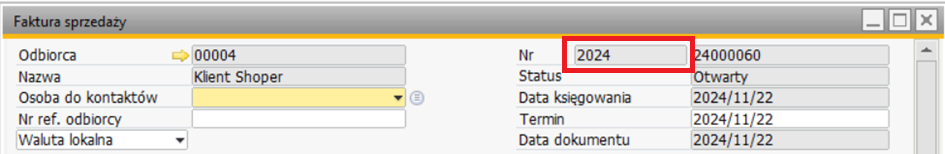 Faktura sprzedaży
Odbiorca 00004 Nr 2024 24000060
Nazwa Klient Shoper Status Otwarty
Osoba do kontaktów Data księgowania 2024/11/22
Nr ref. odbiorcy Termin 2024/11/22
Waluta lokalna Data dokumentu 2024/11/22